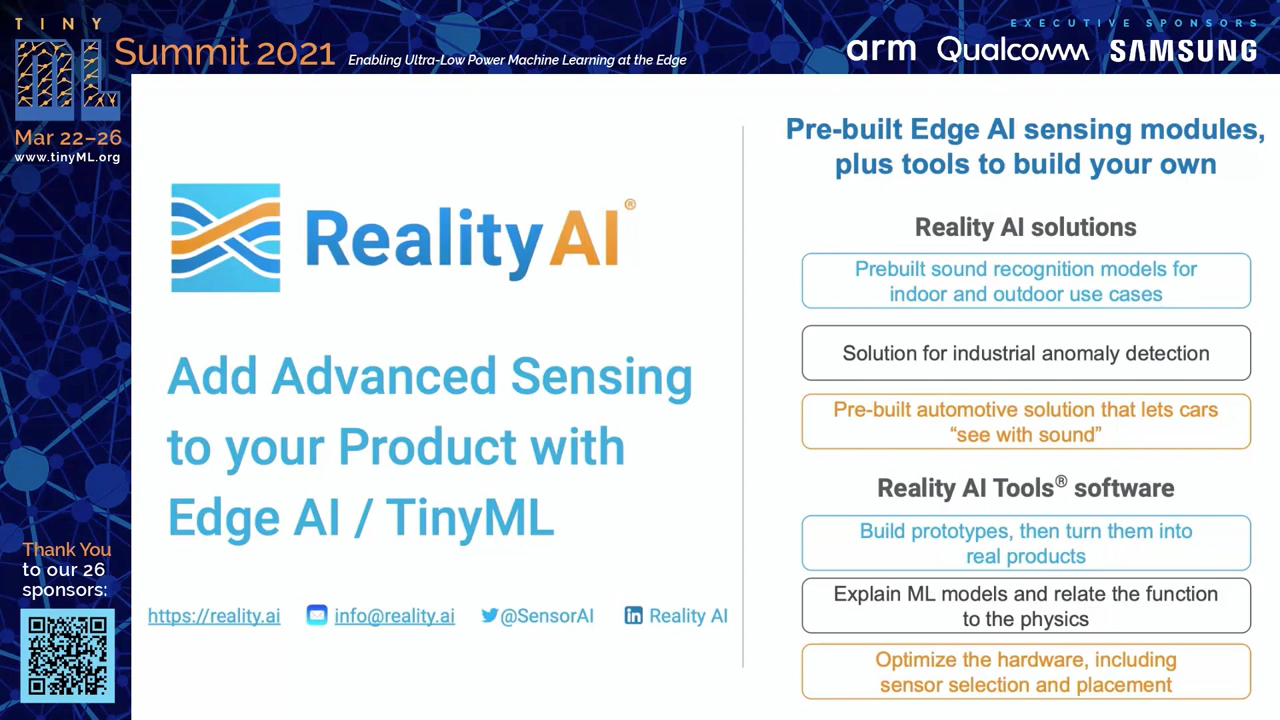 TINY
ML
Summit 2021
Enabling Ultra-Low Power Machine Learning at the Edge
EXECUTIVE SPONSORS
arm Qualcomm SAMSUNG
Mar 22–26
www.tinyML.org
Reality AI®
Add Advanced Sensing
to your Product with
Edge AI / TinyML
https://reality.ai info@reality.ai @SensorAI in Reality AI
Pre-built Edge AI sensing modules,
plus tools to build your own
Reality AI solutions
Prebuilt sound recognition models for
indoor and outdoor use cases
Solution for industrial anomaly detection
Pre-built automotive solution that lets cars
“see with sound”
Reality AI Tools® software
Build prototypes, then turn them into
real products
Explain ML models and relate the function
to the physics
Optimize the hardware, including
sensor selection and placement
Thank You
to our 26
sponsors: